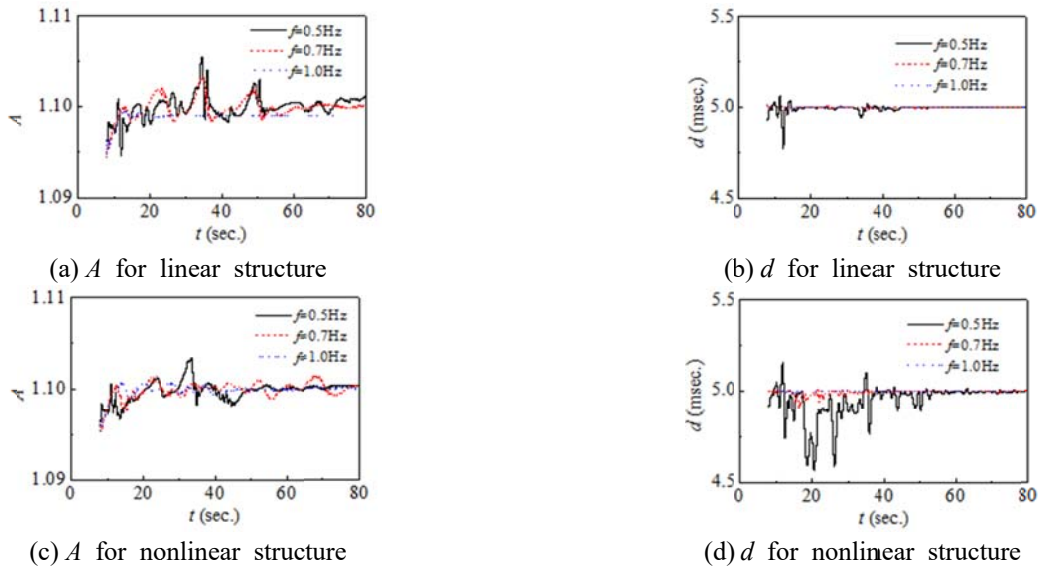 1.11
f=0.5Hz
f=0.7Hz
f=1.0Hz
A
1.10
1.09
0 20 40 60 80
t (sec.)
(a) A for linear structure
5.5
f=0.5Hz
f=0.7Hz
f=1.0Hz
d (msec.)
5.0
4.5
0 20 40 60 80
t (sec.)
(b) d for linear structure
1.11
f=0.5Hz
f=0.7Hz
f=1.0Hz
A
1.10
1.09
0 20 40 60 80
t (sec.)
(c) A for nonlinear structure
5.5
f=0.5Hz
f=0.7Hz
f=1.0Hz
d (msec.)
5.0
4.5
0 20 40 60 80
t (sec.)
(d) d for nonlinear structure